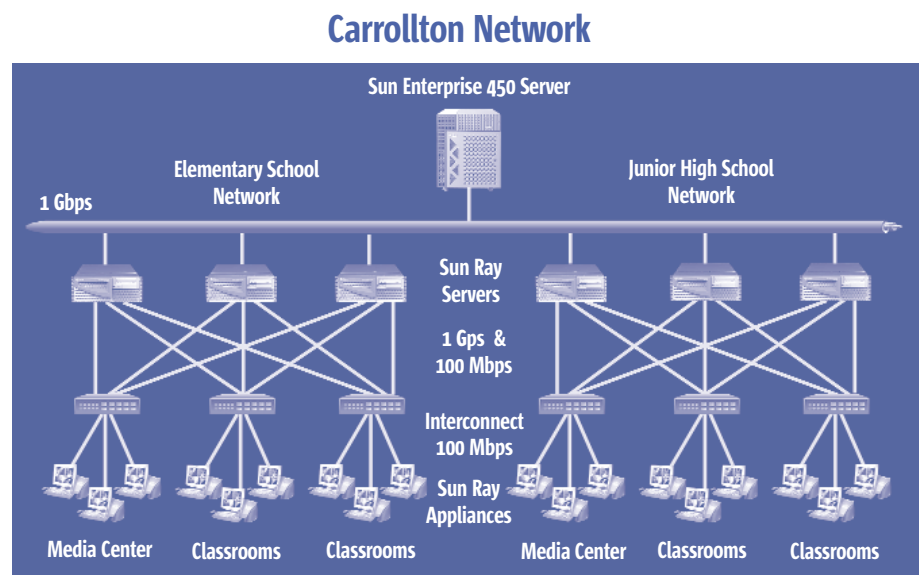 Carrollton Network
Sun Enterprise 450 Server
Elementary School
Network
Junior High School
Network
1 Gbps
Sun Ray
Servers
1 Gps &
100 Mbps
Interconnect
100 Mbps
Sun Ray
Appliances
Media Center
Classrooms
Classrooms
Media Center
Classrooms
Classrooms